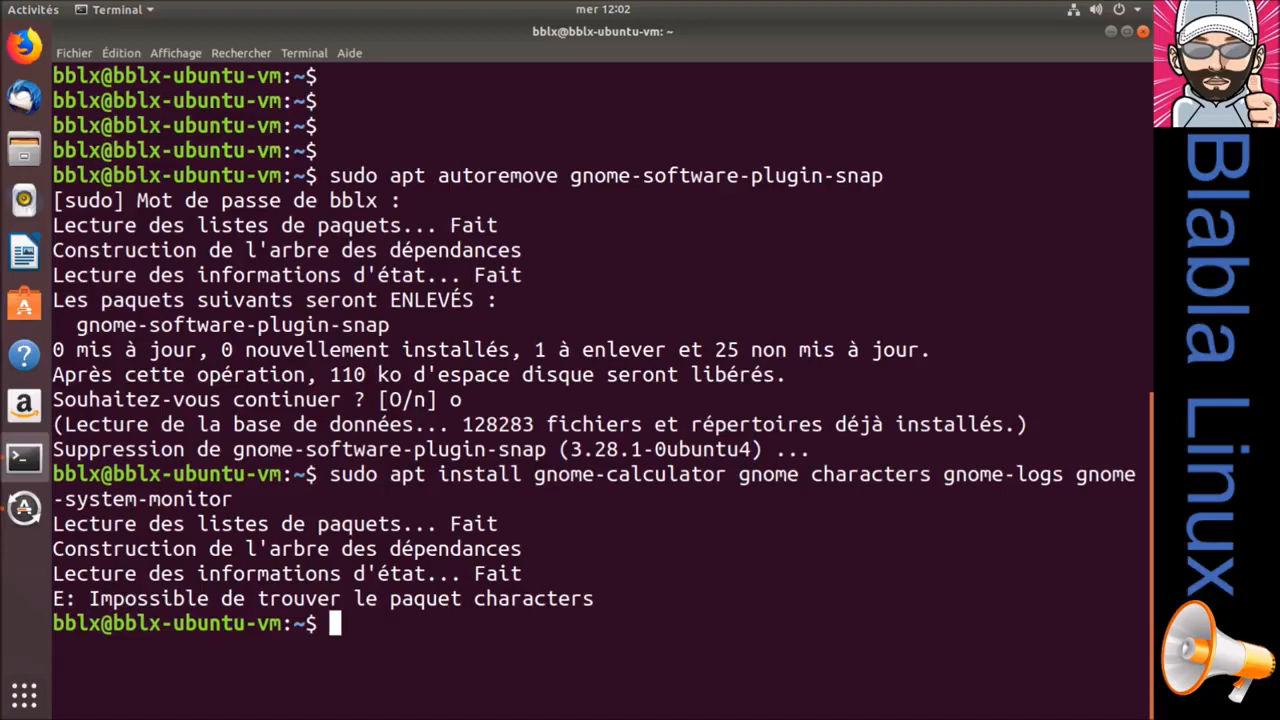 Activités Terminal mer 12:02
bblx@bblx-ubuntu-vm: ~
Fichier Édition Affichage Rechercher Terminal Aide
bblx@bblx-ubuntu-vm:~$
bblx@bblx-ubuntu-vm:~$
bblx@bblx-ubuntu-vm:~$
bblx@bblx-ubuntu-vm:~$
bblx@bblx-ubuntu-vm:~$ sudo apt autoremove gnome-software-plugin-snap
[sudo] Mot de passe de bblx :
Lecture des listes de paquets... Fait
Construction de l'arbre des dépendances
Lecture des informations d'état... Fait
Les paquets suivants seront ENLEVÉS :
gnome-software-plugin-snap
0 mis à jour, 0 nouvellement installés, 1 à enlever et 25 non mis à jour.
Après cette opération, 110 ko d'espace disque seront libérés.
Souhaitez-vous continuer ? [O/n] o
(Lecture de la base de données... 128283 fichiers et répertoires déjà installés.)
Suppression de gnome-software-plugin-snap (3.28.1-0ubuntu4) ...
bblx@bblx-ubuntu-vm:~$ sudo apt install gnome-calculator gnome characters gnome-logs gnome
-system-monitor
Lecture des listes de paquets... Fait
Construction de l'arbre des dépendances
Lecture des informations d'état... Fait
E: Impossible de trouver le paquet characters
bblx@bblx-ubuntu-vm:~$
Blabla Linux